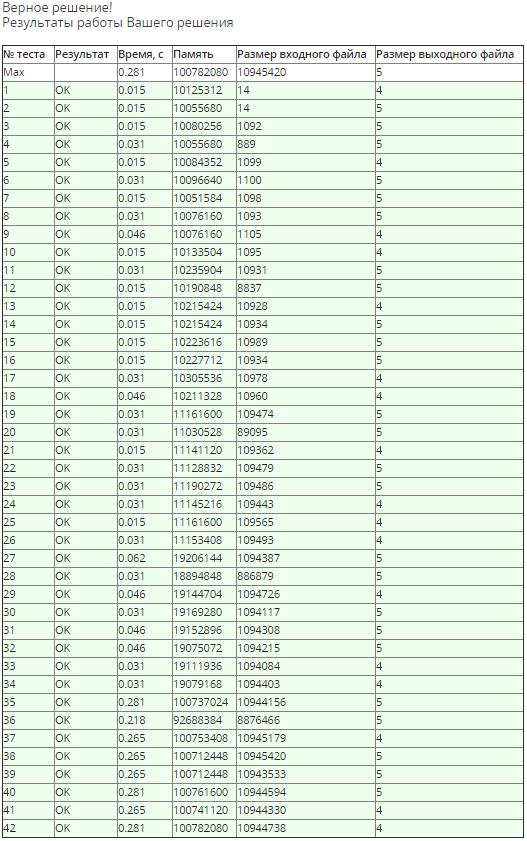 Верное решение!
Результаты работы Вашего решения
№ теста Результат Время, с Память Размер входного файла Размер выходного файла
Max 0.281 100782080 10945420 5
1 OK 0.015 10125312 14 4
2 OK 0.015 10055680 14 5
3 OK 0.015 10080256 1092 5
4 OK 0.031 10055680 889 5
5 OK 0.015 10084352 1099 4
6 OK 0.031 10096640 1100 5
7 OK 0.015 10051584 1098 5
8 OK 0.031 10076160 1093 5
9 OK 0.046 10076160 1105 4
10 OK 0.015 10133504 1095 4
11 OK 0.031 10235904 10931 5
12 OK 0.015 10190848 8837 5
13 OK 0.015 10215424 10928 4
14 OK 0.015 10215424 10934 5
15 OK 0.015 10223616 10989 5
16 OK 0.015 10227712 10934 5
17 OK 0.031 10305536 10978 4
18 OK 0.046 10211328 10960 4
19 OK 0.031 11161600 109474 5
20 OK 0.031 11030528 89095 5
21 OK 0.015 11141120 109362 4
22 OK 0.031 11128832 109479 5
23 OK 0.031 11190272 109486 5
24 OK 0.031 11145216 109443 4
25 OK 0.015 11161600 109565 4
26 OK 0.031 11153408 109493 4
27 OK 0.062 19206144 1094387 5
28 OK 0.031 18894848 886879 5
29 OK 0.046 19144704 1094726 4
30 OK 0.031 19169280 1094117 5
31 OK 0.046 19152896 1094308 5
32 OK 0.046 19075072 1094215 5
33 OK 0.031 19111936 1094084 4
34 OK 0.031 19079168 1094403 4
35 OK 0.281 100737024 10944156 5
36 OK 0.218 92688384 8876466 5
37 OK 0.265 100753408 10945179 4
38 OK 0.265 100712448 10945420 5
39 OK 0.265 100712448 10943533 5
40 OK 0.281 100761600 10944594 5
41 OK 0.265 100741120 10944330 4
42 OK 0.281 100782080 10944738 4